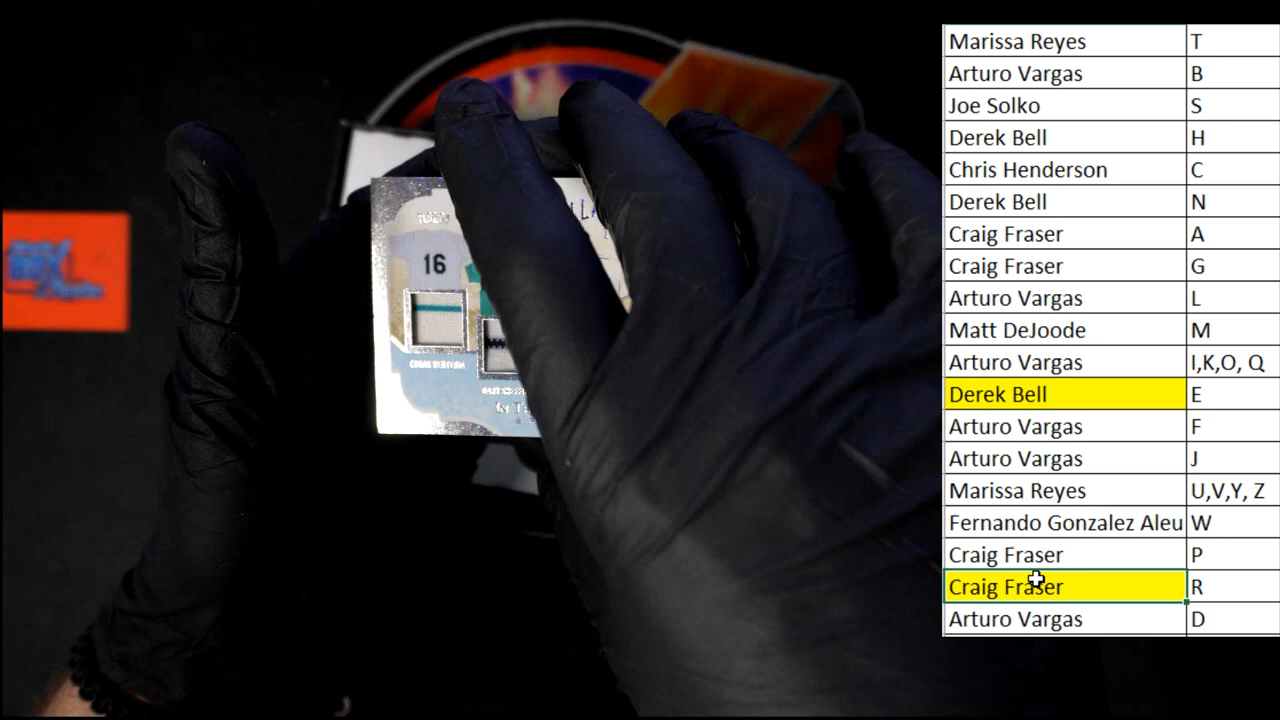 Marissa Reyes T
Arturo Vargas B
Joe Solko S
Derek Bell H
Chris Henderson C
Derek Bell N
Craig Fraser A
Craig Fraser G
Arturo Vargas L
Matt DeJoode M
Arturo Vargas I,K,O, Q
Derek Bell E
Arturo Vargas F
Arturo Vargas J
Marissa Reyes U,V,Y, Z
Fernando Gonzalez Aleu W
Craig Fraser P
Craig Fraser R
Arturo Vargas D
16